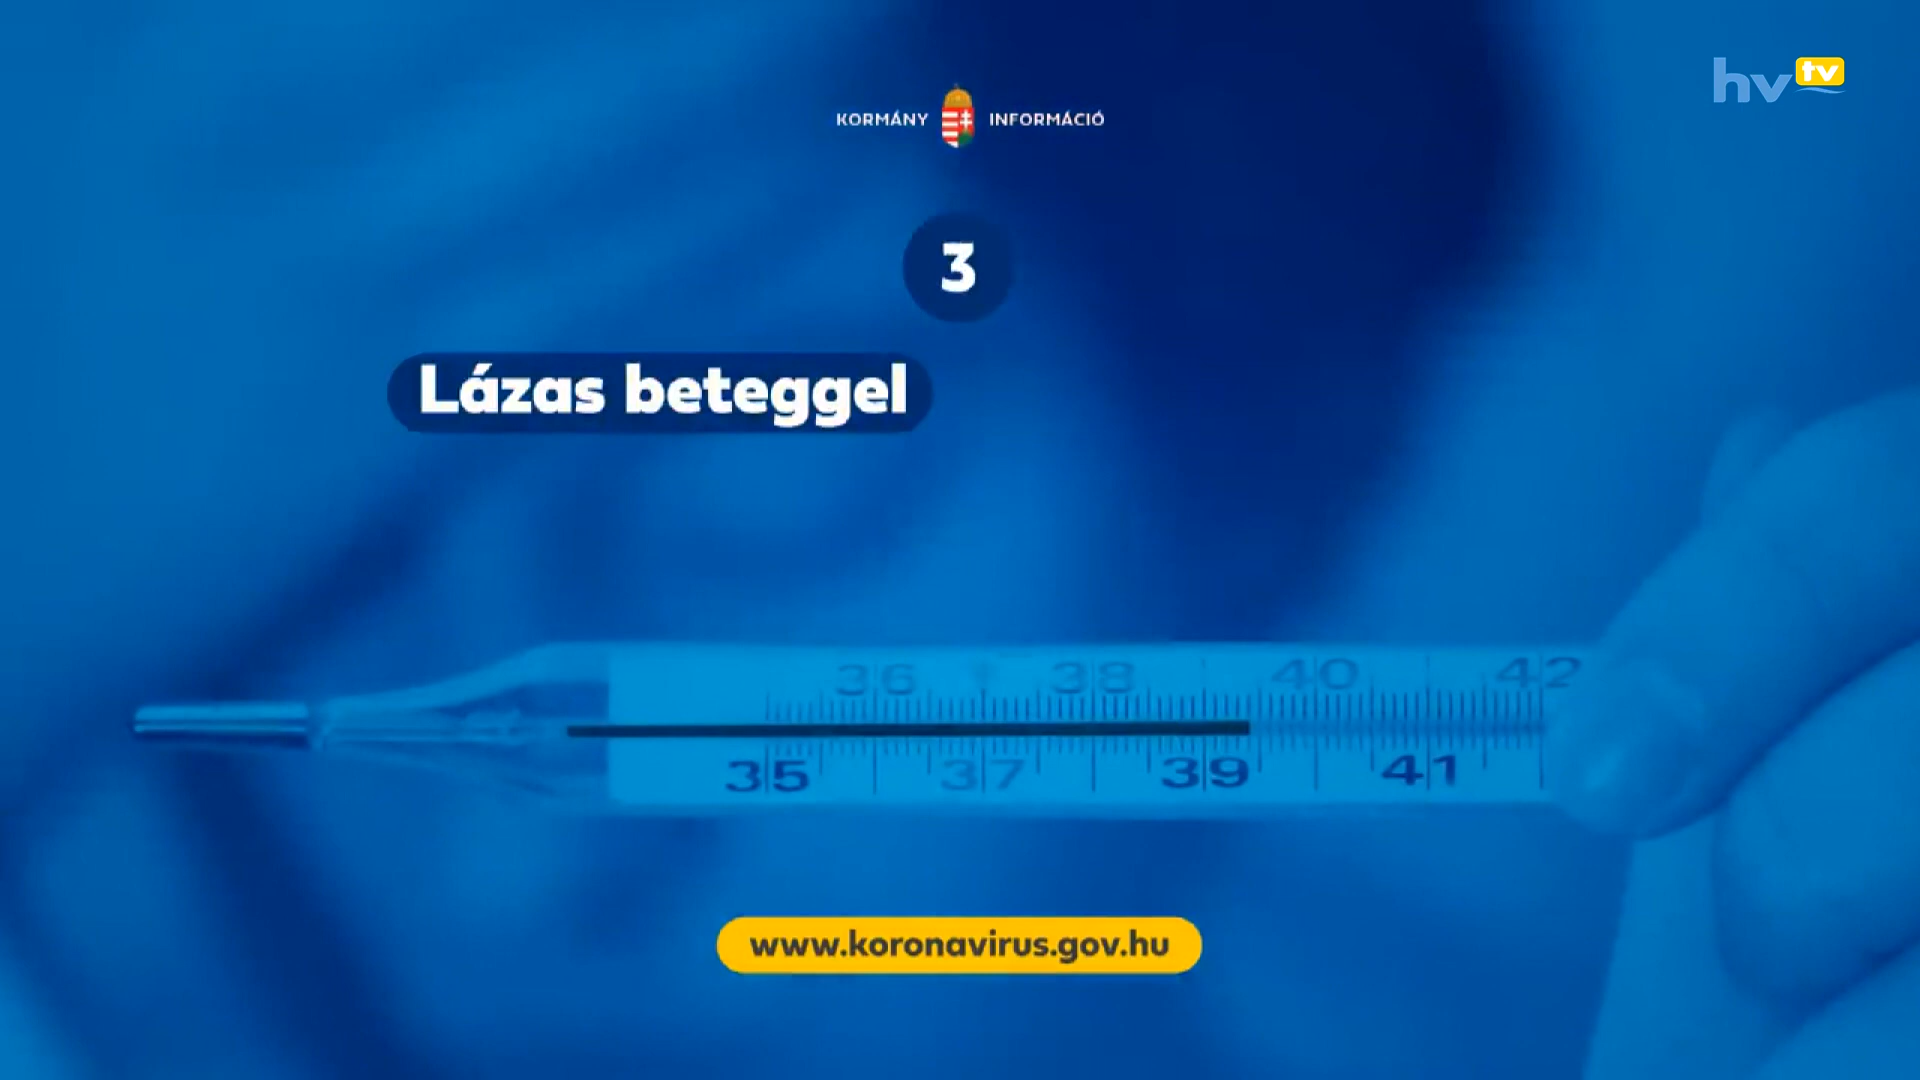 hv tv
KORMÁNY INFORMÁCIÓ
3
Lázas beteggel
36 38 40 42
35 37 39 41
www.koronavirus.gov.hu